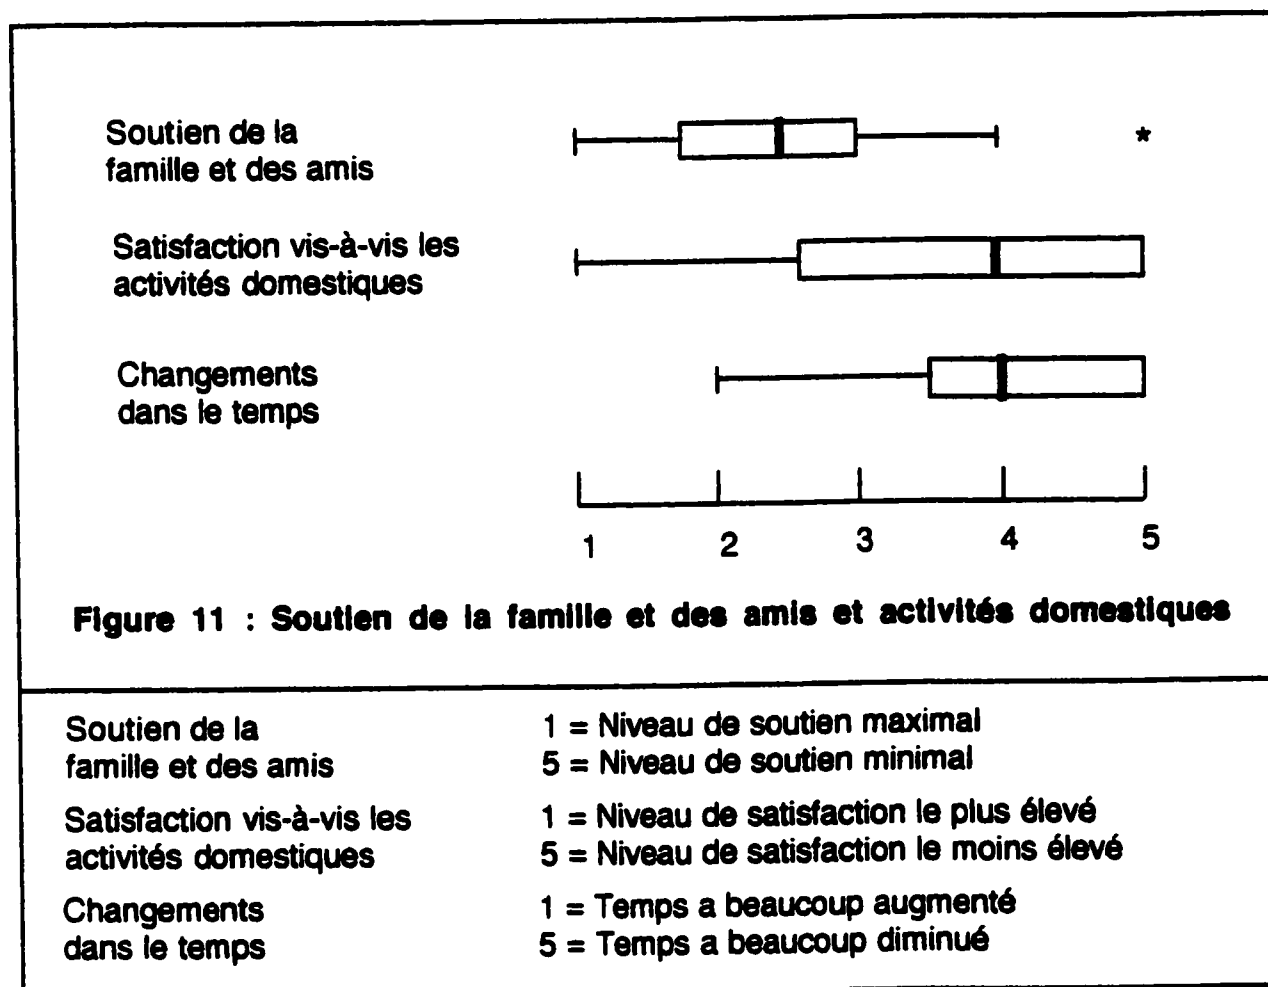 Soutien de la
famille et des amis
*
Satisfaction vis-à-vis les
activités domestiques
Changements
dans le temps
1 2 3 4 5
Figure 11 : Soutien de la famille et des amis et activités domestiques
Soutien de la
famille et des amis
1 = Niveau de soutien maximal
5 = Niveau de soutien minimal
Satisfaction vis-à-vis les
activités domestiques
1 = Niveau de satisfaction le plus élevé
5 = Niveau de satisfaction le moins élevé
Changements
dans le temps
1 = Temps a beaucoup augmenté
5 = Temps a beaucoup diminué